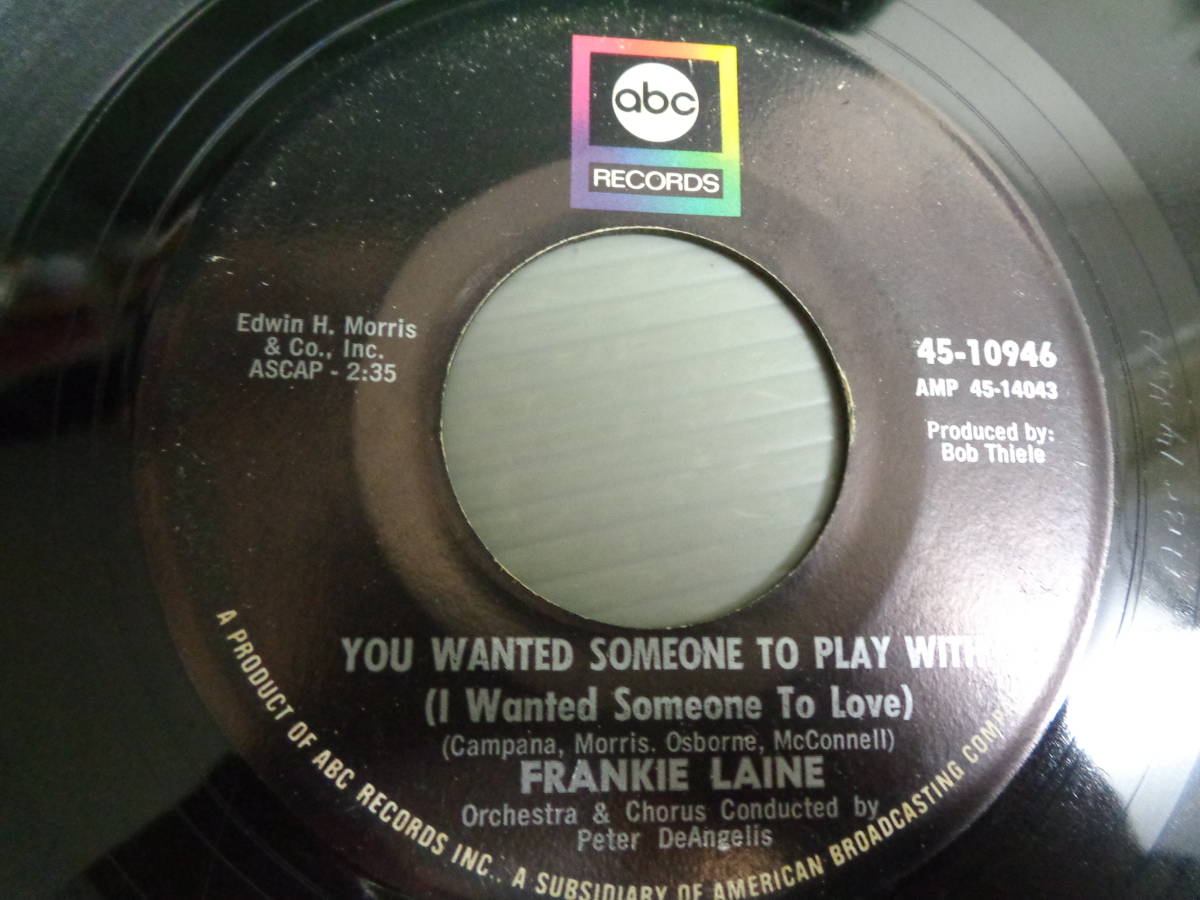 abc
RECORDS
Edwin H. Morris
& Co., Inc.
ASCAP - 2:35
45-10946
AMP 45-14043
Produced by:
Bob Thiele
YOU WANTED SOMEONE TO PLAY WITH
(I Wanted Someone To Love)
(Campana, Morris. Osborne, McConnell)
FRANKIE LAINE
Orchestra & Chorus Conducted by
Peter DeAngelis
A PRODUCT OF ABC RECORDS INC.. A SUBSIDIARY OF AMERICAN BROADCASTING